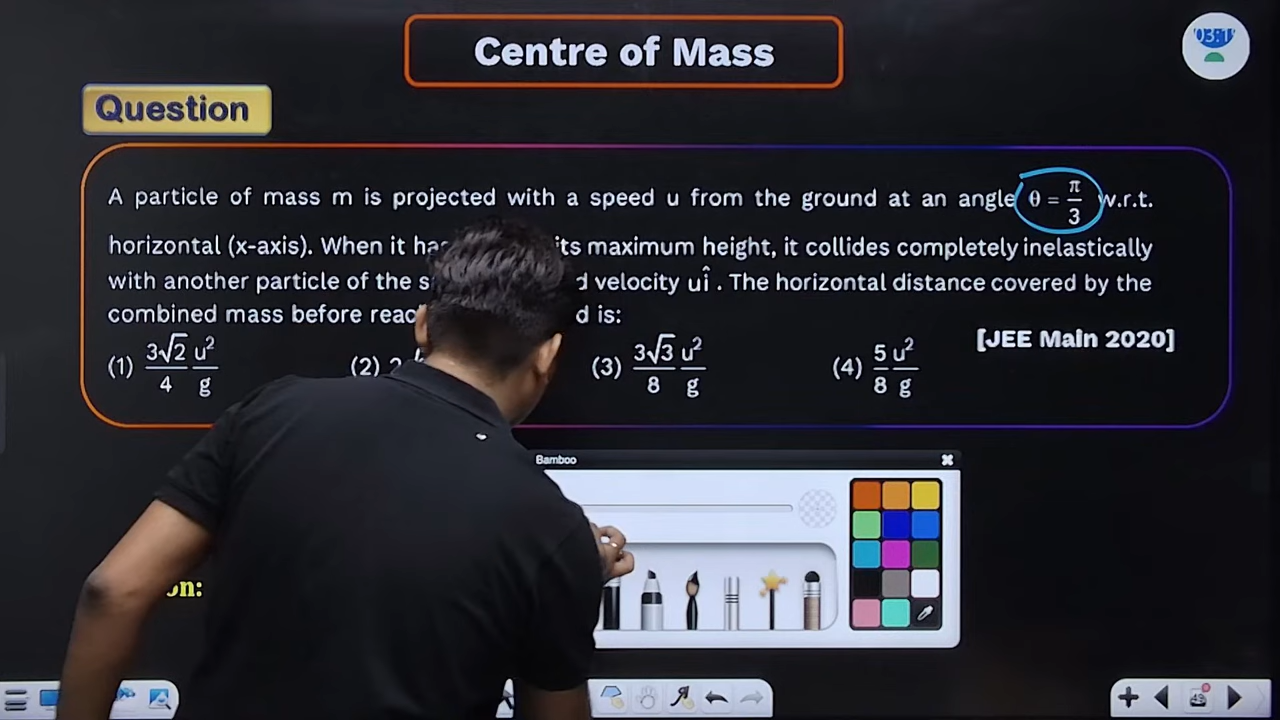 Centre of Mass
Question
A particle of mass m is projected with a speed u from the ground at an angle θ = π/3 w.r.t.
horizontal (x-axis). When it its maximum height, it collides completely inelastically
with another particle of the velocity uî . The horizontal distance covered by the
combined mass before is:
(1) 3√2/4 u²/g (2) (3) 3√3/8 u²/g (4) 5/8 u²/g
[JEE Main 2020]
Bamboo